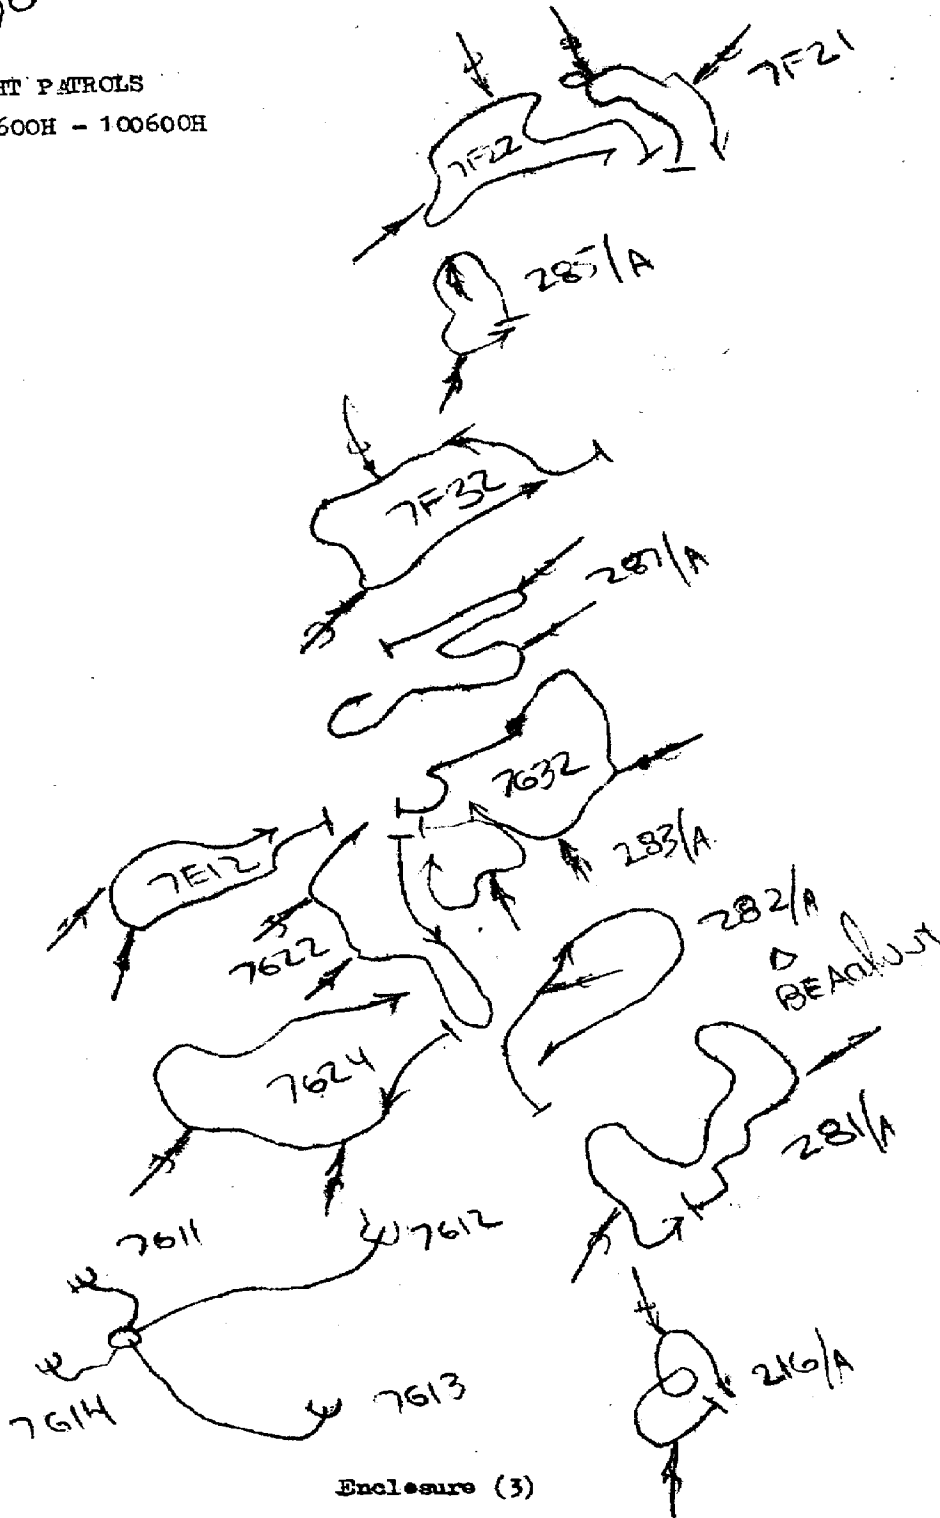 HT PATROLS
600H - 100600H
7F21
7F22
285/A
7F32
287/A
7G32
7E12
283/A
7G22
282/A
7G24
281/A
7G11
7G12
216/A
7G13
7G14
Enclosure (3)